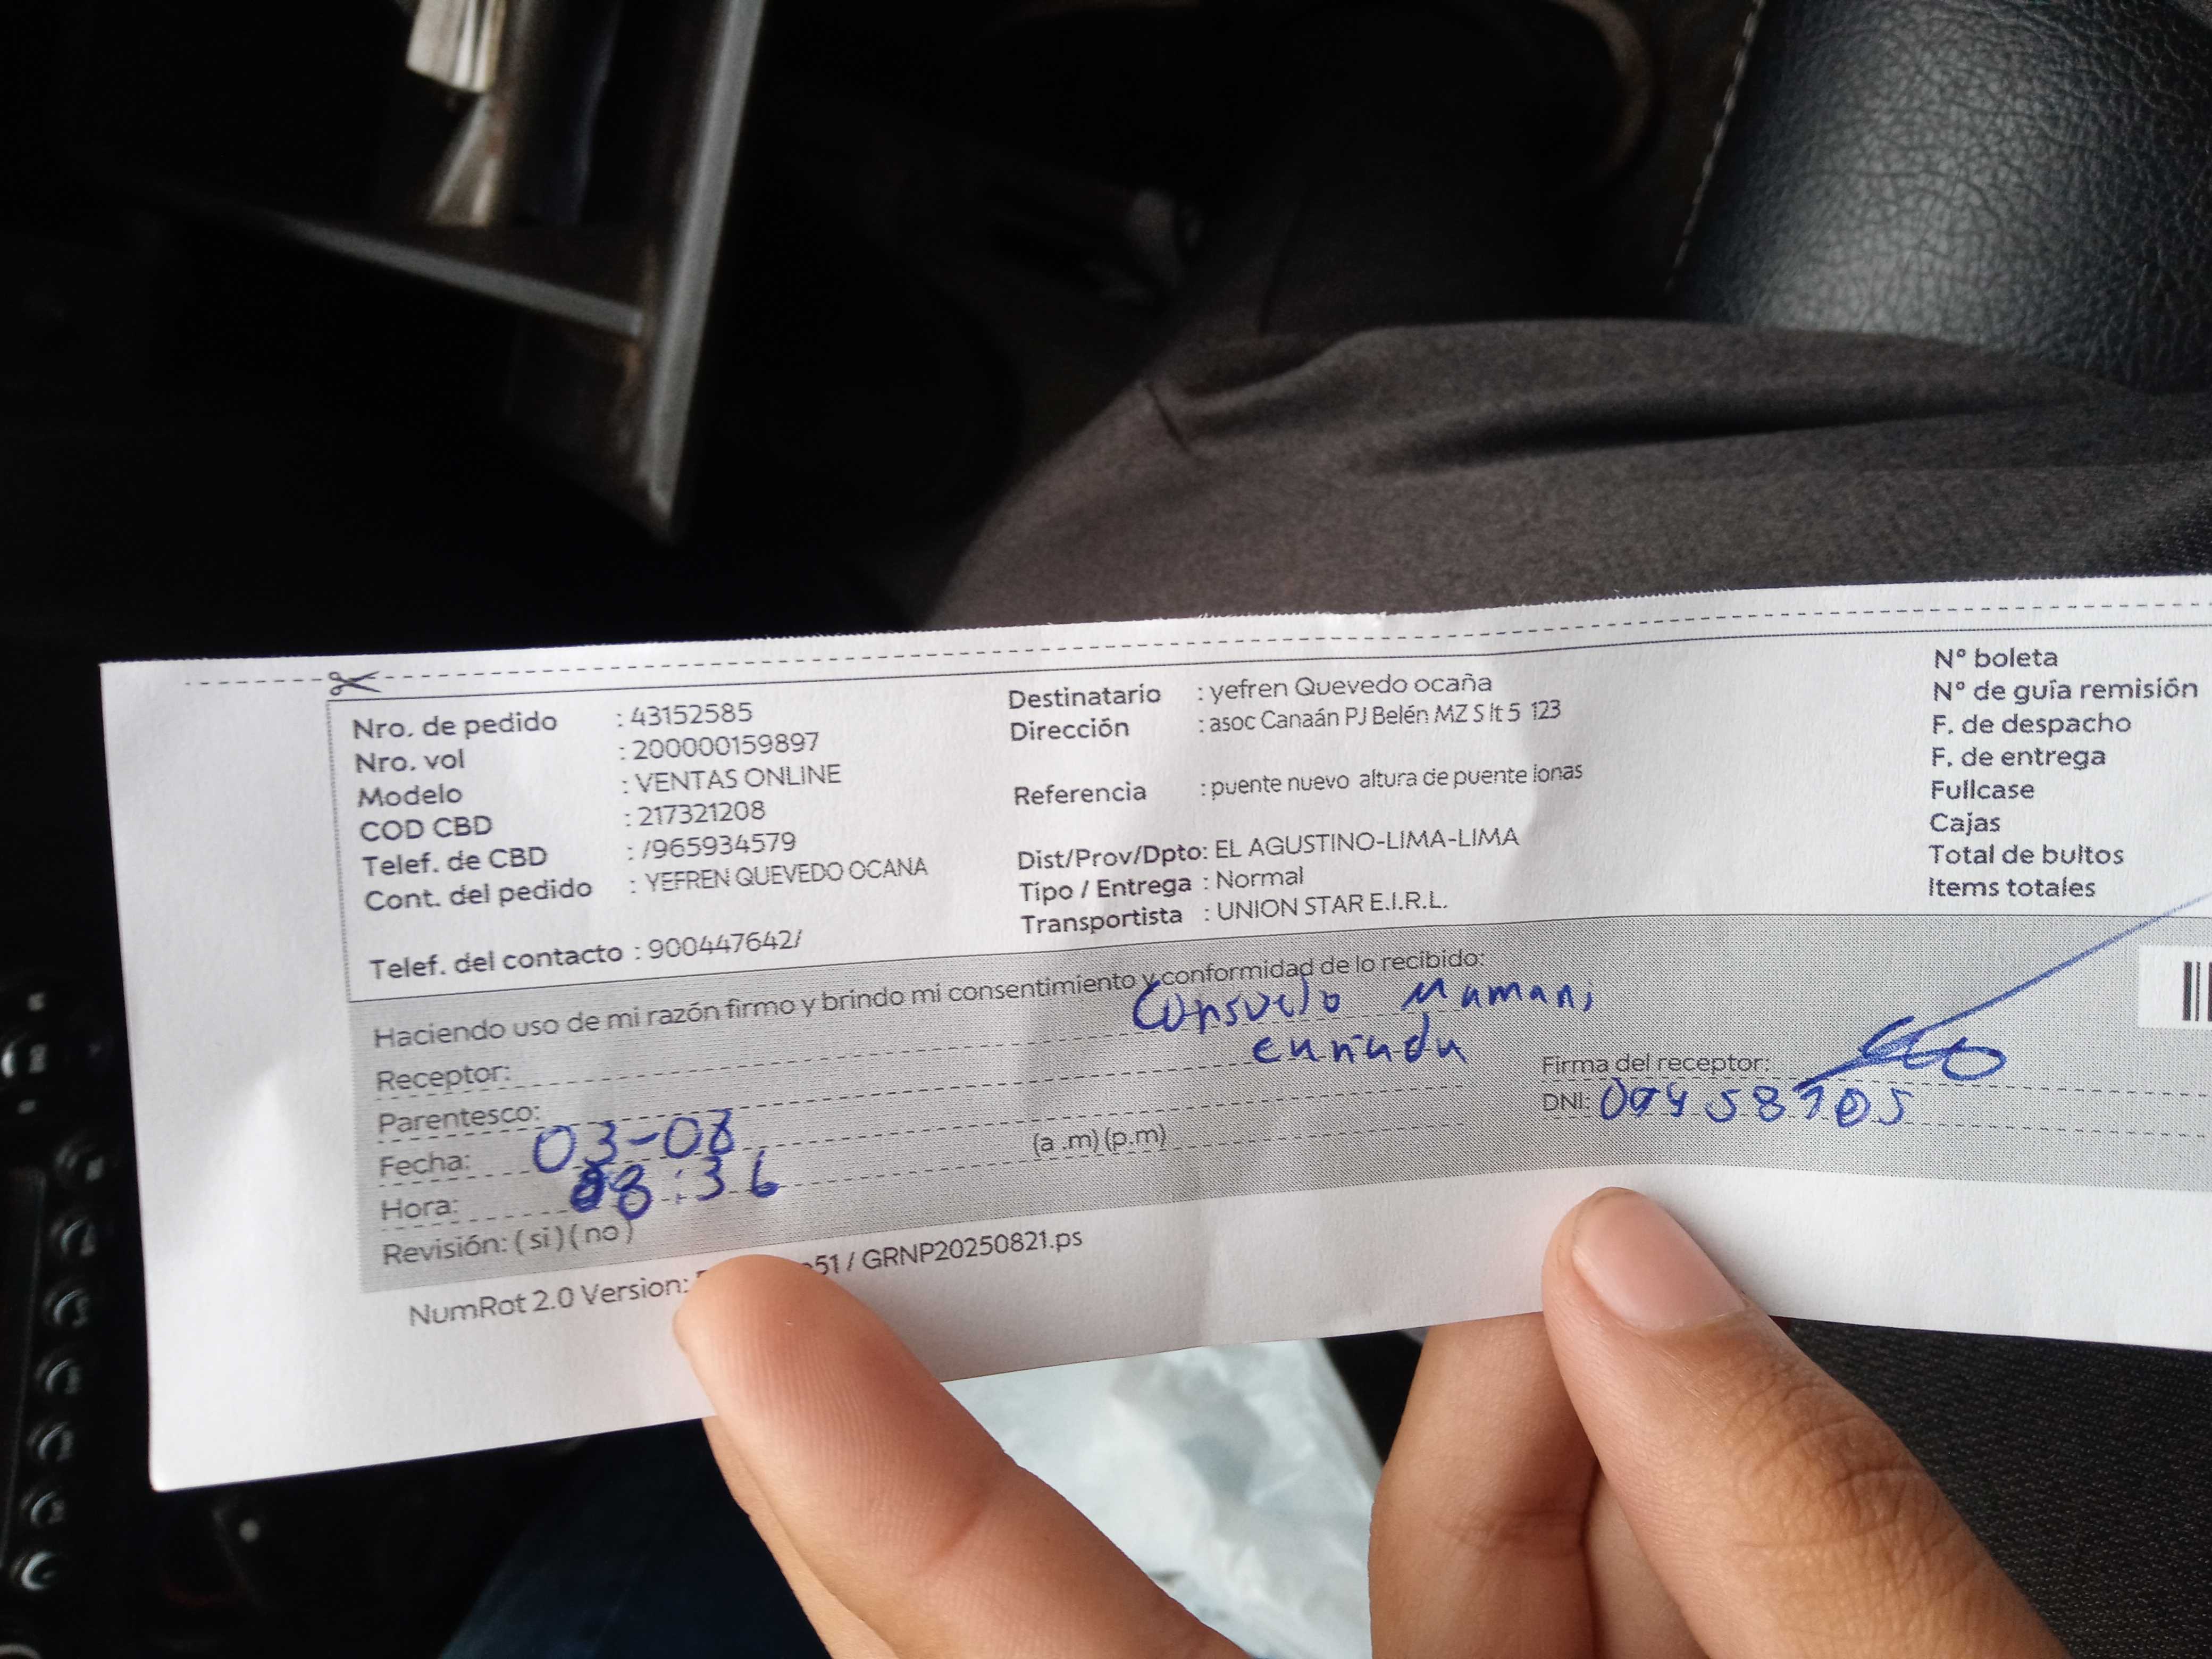 Nro. de pedido : 43152585
Nro. vol : 200000159897
Modelo : VENTAS ONLINE
COD CBD : 217321208
Telef. de CBD : /965934579
Cont. del pedido : YEFREN QUEVEDO OCANA
Telef. del contacto : 900447642/
Destinatario : yefren Quevedo ocaña
Dirección : asoc Canaán PJ Belén MZ S lt 5 123
Referencia : puente nuevo altura de puente lonas
Dist/Prov/Dpto: EL AGUSTINO-LIMA-LIMA
Tipo / Entrega : Normal
Transportista : UNION STAR E.I.R.L.
N° boleta
N° de guía remisión
F. de despacho
F. de entrega
Fullcase
Cajas
Total de bultos
Items totales
Haciendo uso de mi razón firmo y brindo mi consentimiento y conformidad de lo recibido:
Receptor: Consuelo Mamani
Parentesco: cuñada
Fecha: 03-08
Hora: 08:36 (a .m) (p.m)
Revisión: ( si ) ( no )
Firma del receptor:
DNI:
NumRot 2.0 Version: 51 / GRNP20250821.ps